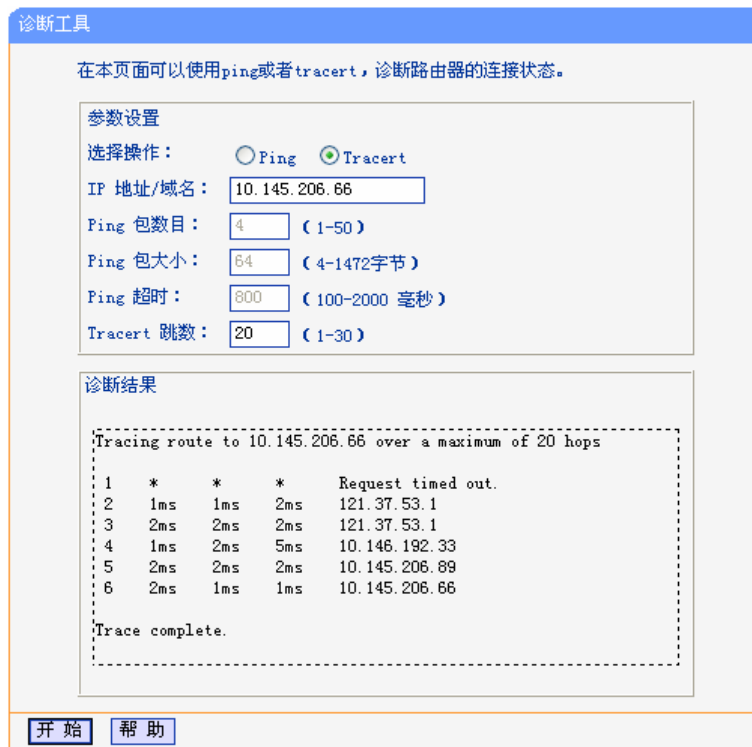 诊断工具
在本页面可以使用ping或者tracert，诊断路由器的连接状态。
参数设置
选择操作： Ping Tracert
IP 地址/域名： 10.145.206.66
Ping 包数目： 4 （1-50）
Ping 包大小： 64 （4-1472字节）
Ping 超时： 800 （100-2000 毫秒）
Tracert 跳数： 20 （1-30）
诊断结果
Tracing route to 10.145.206.66 over a maximum of 20 hops
1 * * * Request timed out.
2 1ms 1ms 2ms 121.37.53.1
3 2ms 2ms 2ms 121.37.53.1
4 1ms 2ms 5ms 10.146.192.33
5 2ms 2ms 2ms 10.145.206.89
6 2ms 1ms 1ms 10.145.206.66
Trace complete.
开 始 帮 助